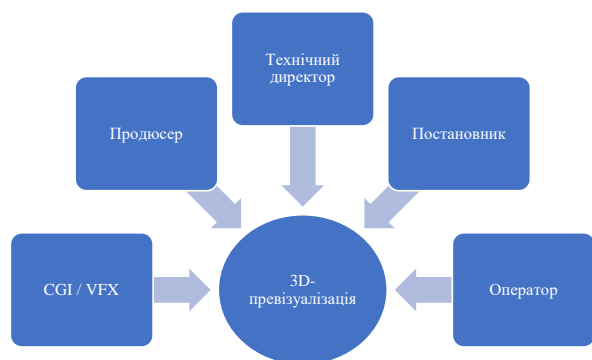 Технічний
директор
Продюсер
Постановник
CGI / VFX
3D-
превізуалізація
Оператор